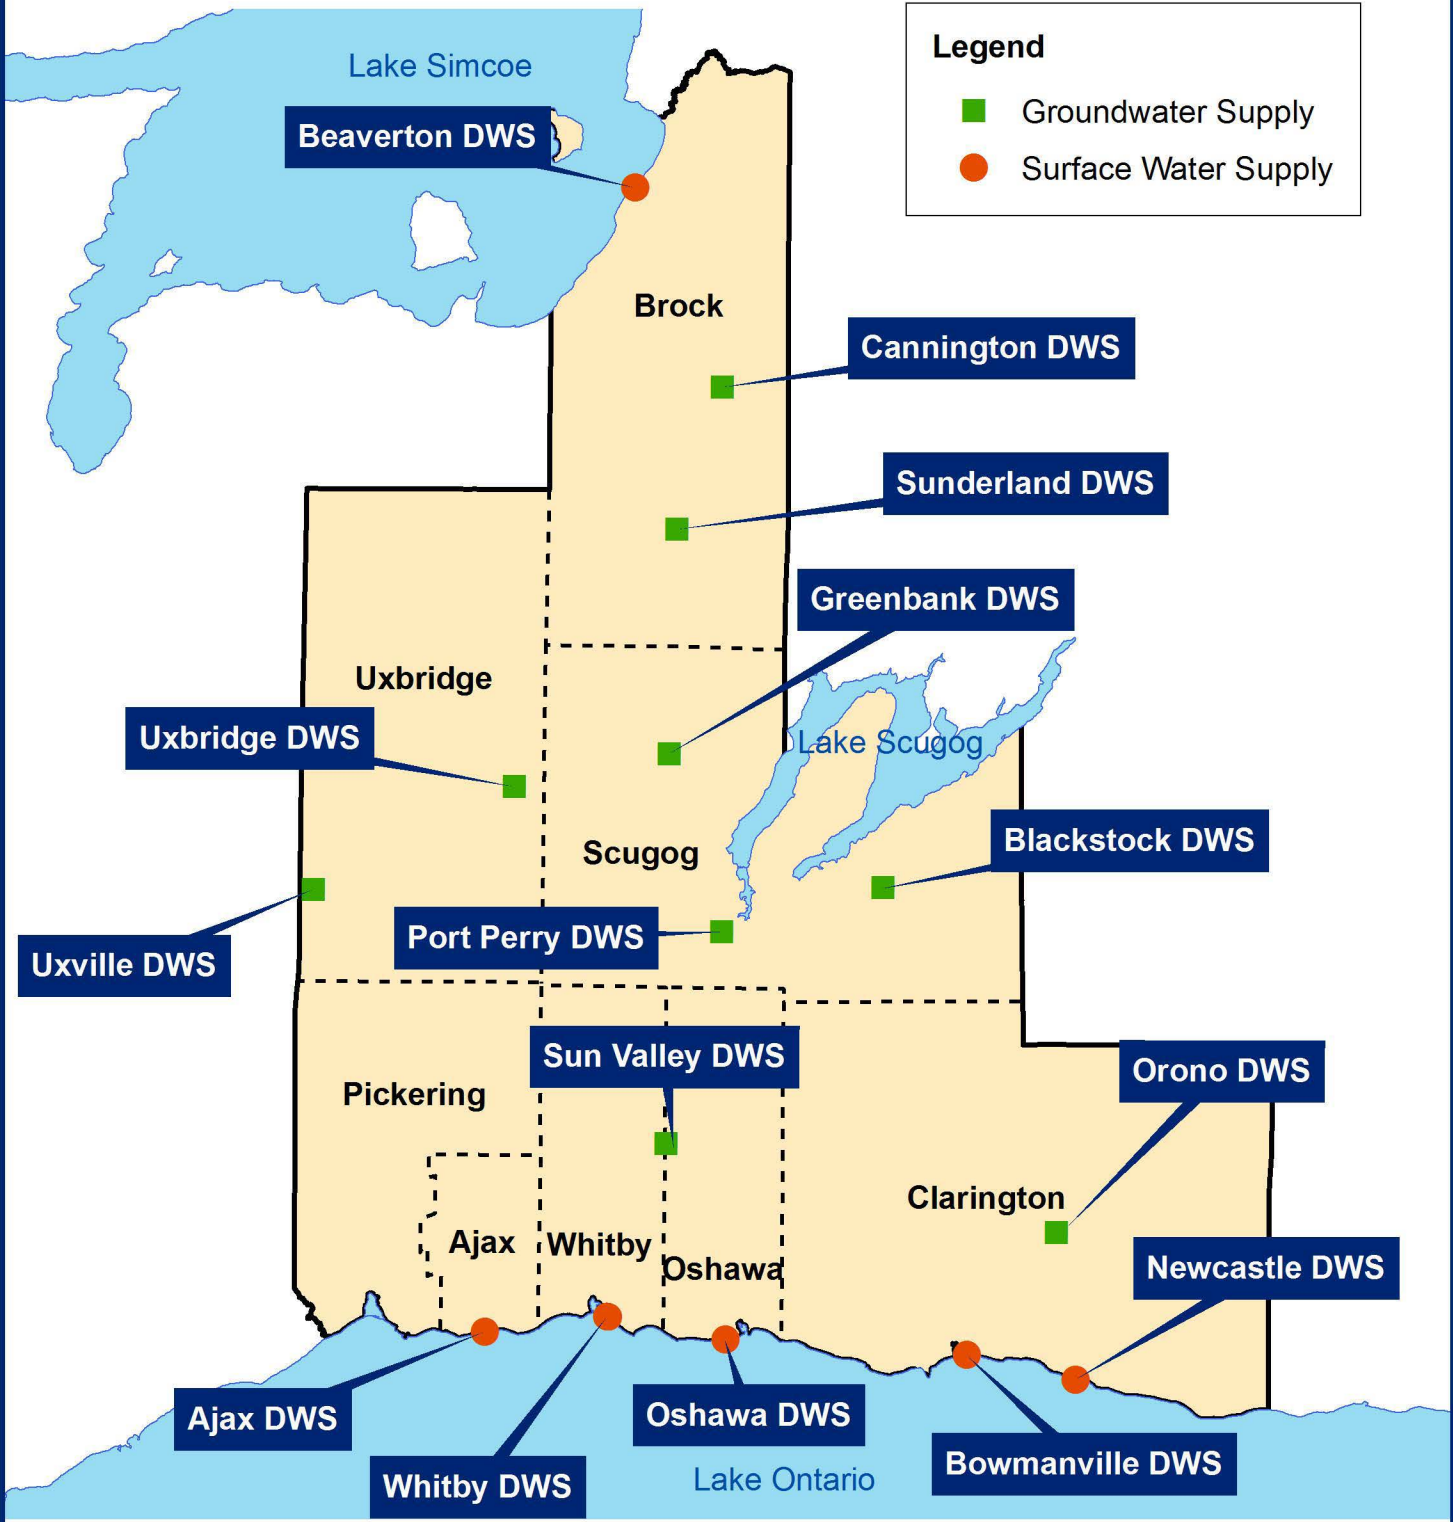 Legend
Groundwater Supply
Surface Water Supply
Lake Simcoe
Beaverton DWS
Brock
Cannington DWS
Sunderland DWS
Greenbank DWS
Uxbridge
Uxbridge DWS
Lake Scugog
Scugog
Blackstock DWS
Port Perry DWS
Uxville DWS
Sun Valley DWS
Orono DWS
Pickering
Clarington
Ajax
Whitby
Oshawa
Newcastle DWS
Ajax DWS
Oshawa DWS
Bowmanville DWS
Whitby DWS
Lake Ontario